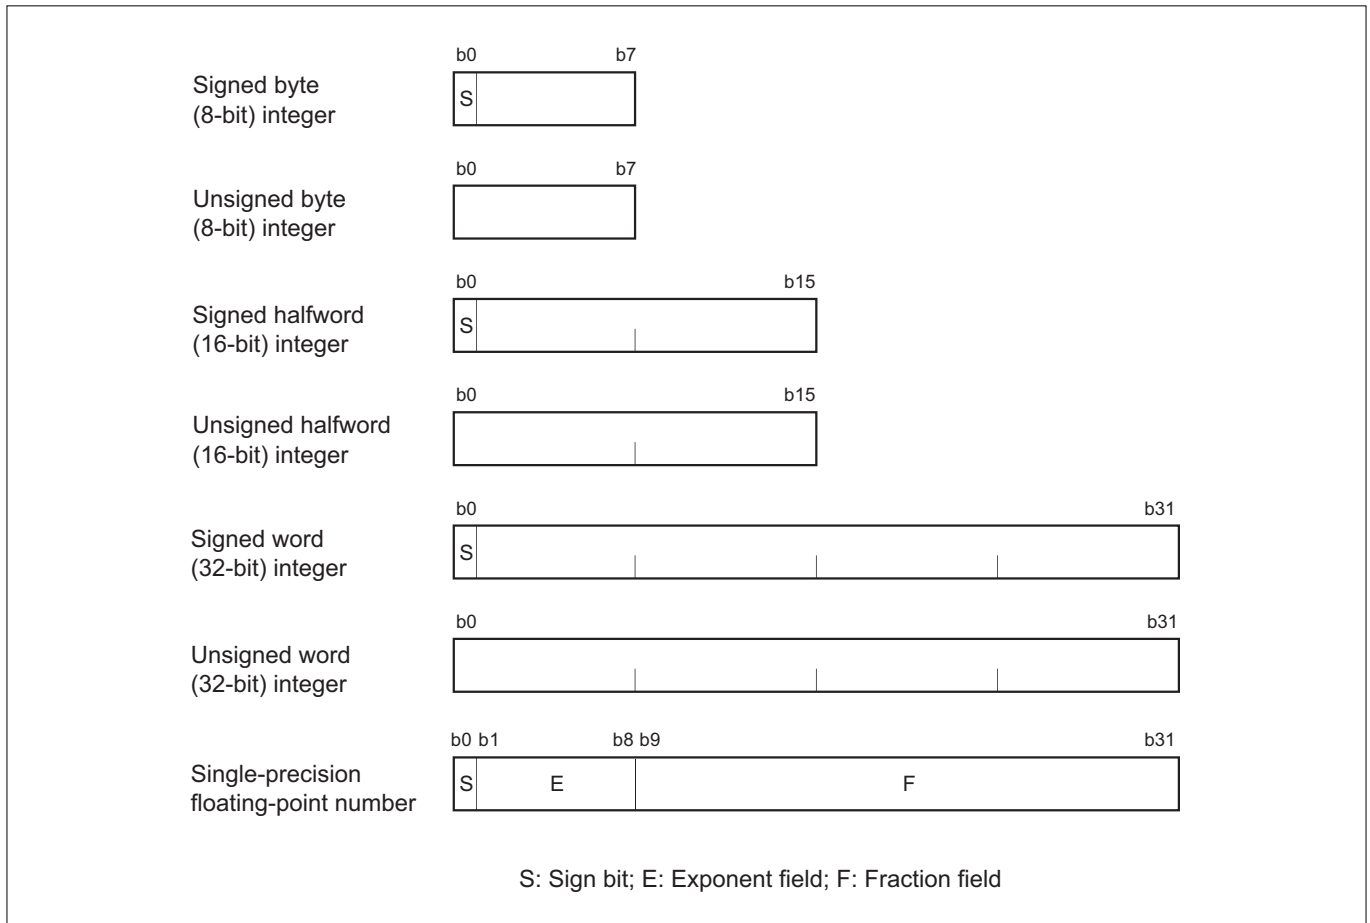 b0 b7
Signed byte
(8-bit) integer
S
b0 b7
Unsigned byte
(8-bit) integer
b0 b15
Signed halfword
(16-bit) integer
S
b0 b15
Unsigned halfword
(16-bit) integer
b0 b31
Signed word
(32-bit) integer
S
b0 b31
Unsigned word
(32-bit) integer
b0 b1 b8 b9 b31
Single-precision
floating-point number
S E F
S: Sign bit; E: Exponent field; F: Fraction field